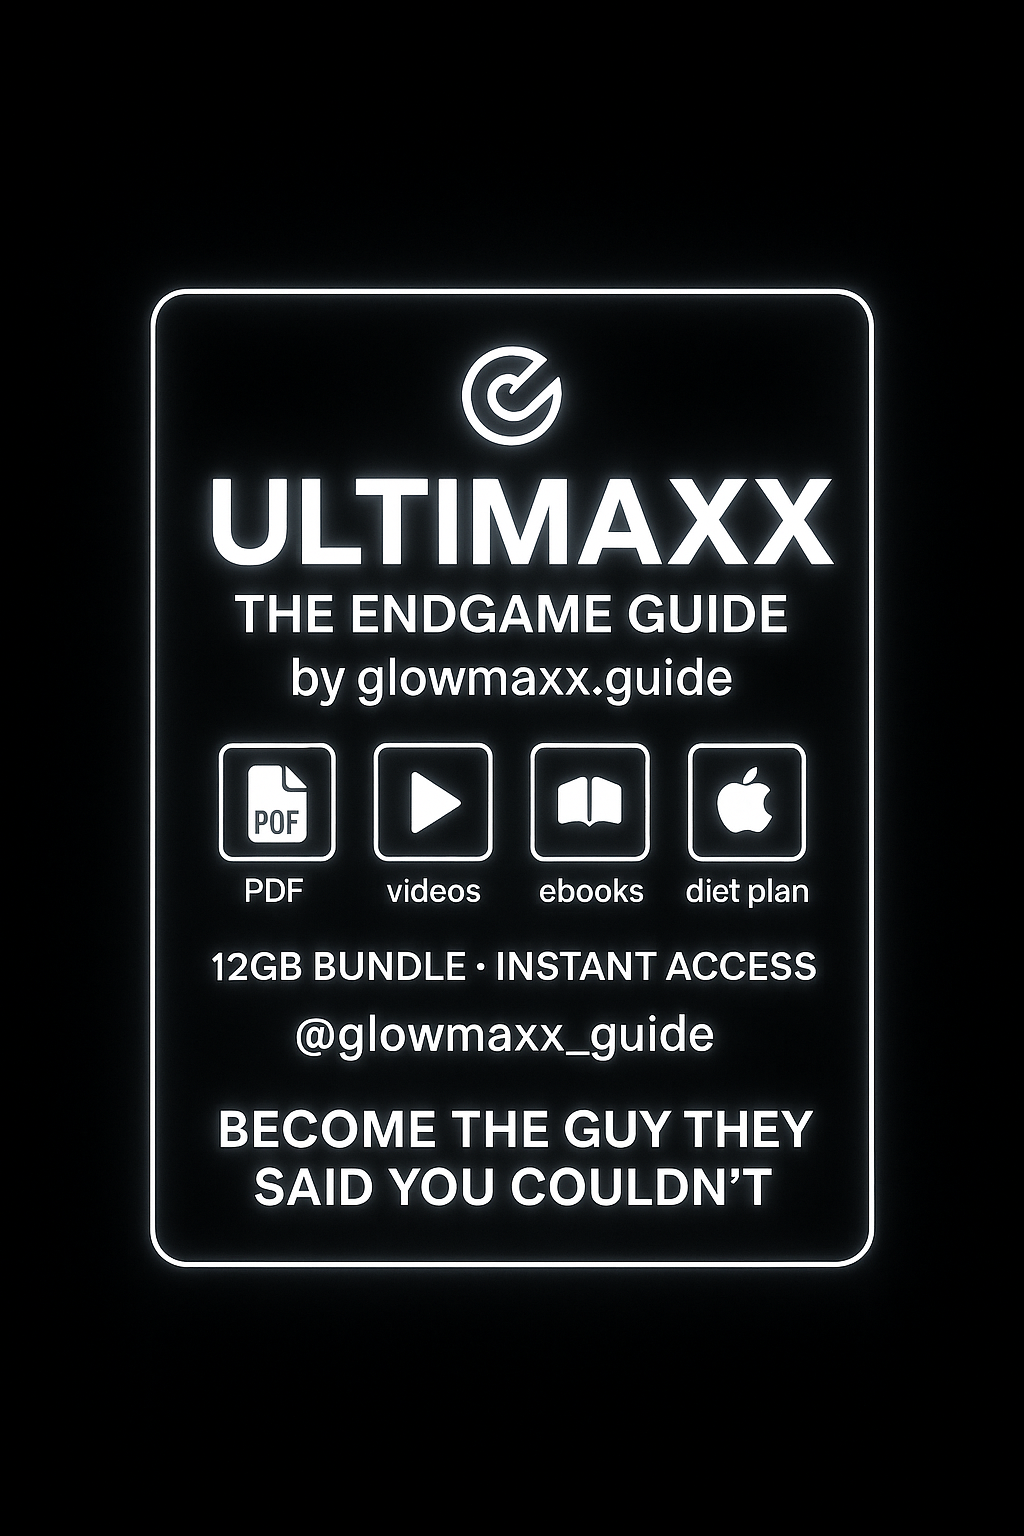 ULTIMAXX
THE ENDGAME GUIDE
by glowmaxx.guide
POF
PDF videos ebooks diet plan
12GB BUNDLE · INSTANT ACCESS
@glowmaxx_guide
BECOME THE GUY THEY
SAID YOU COULDN’T